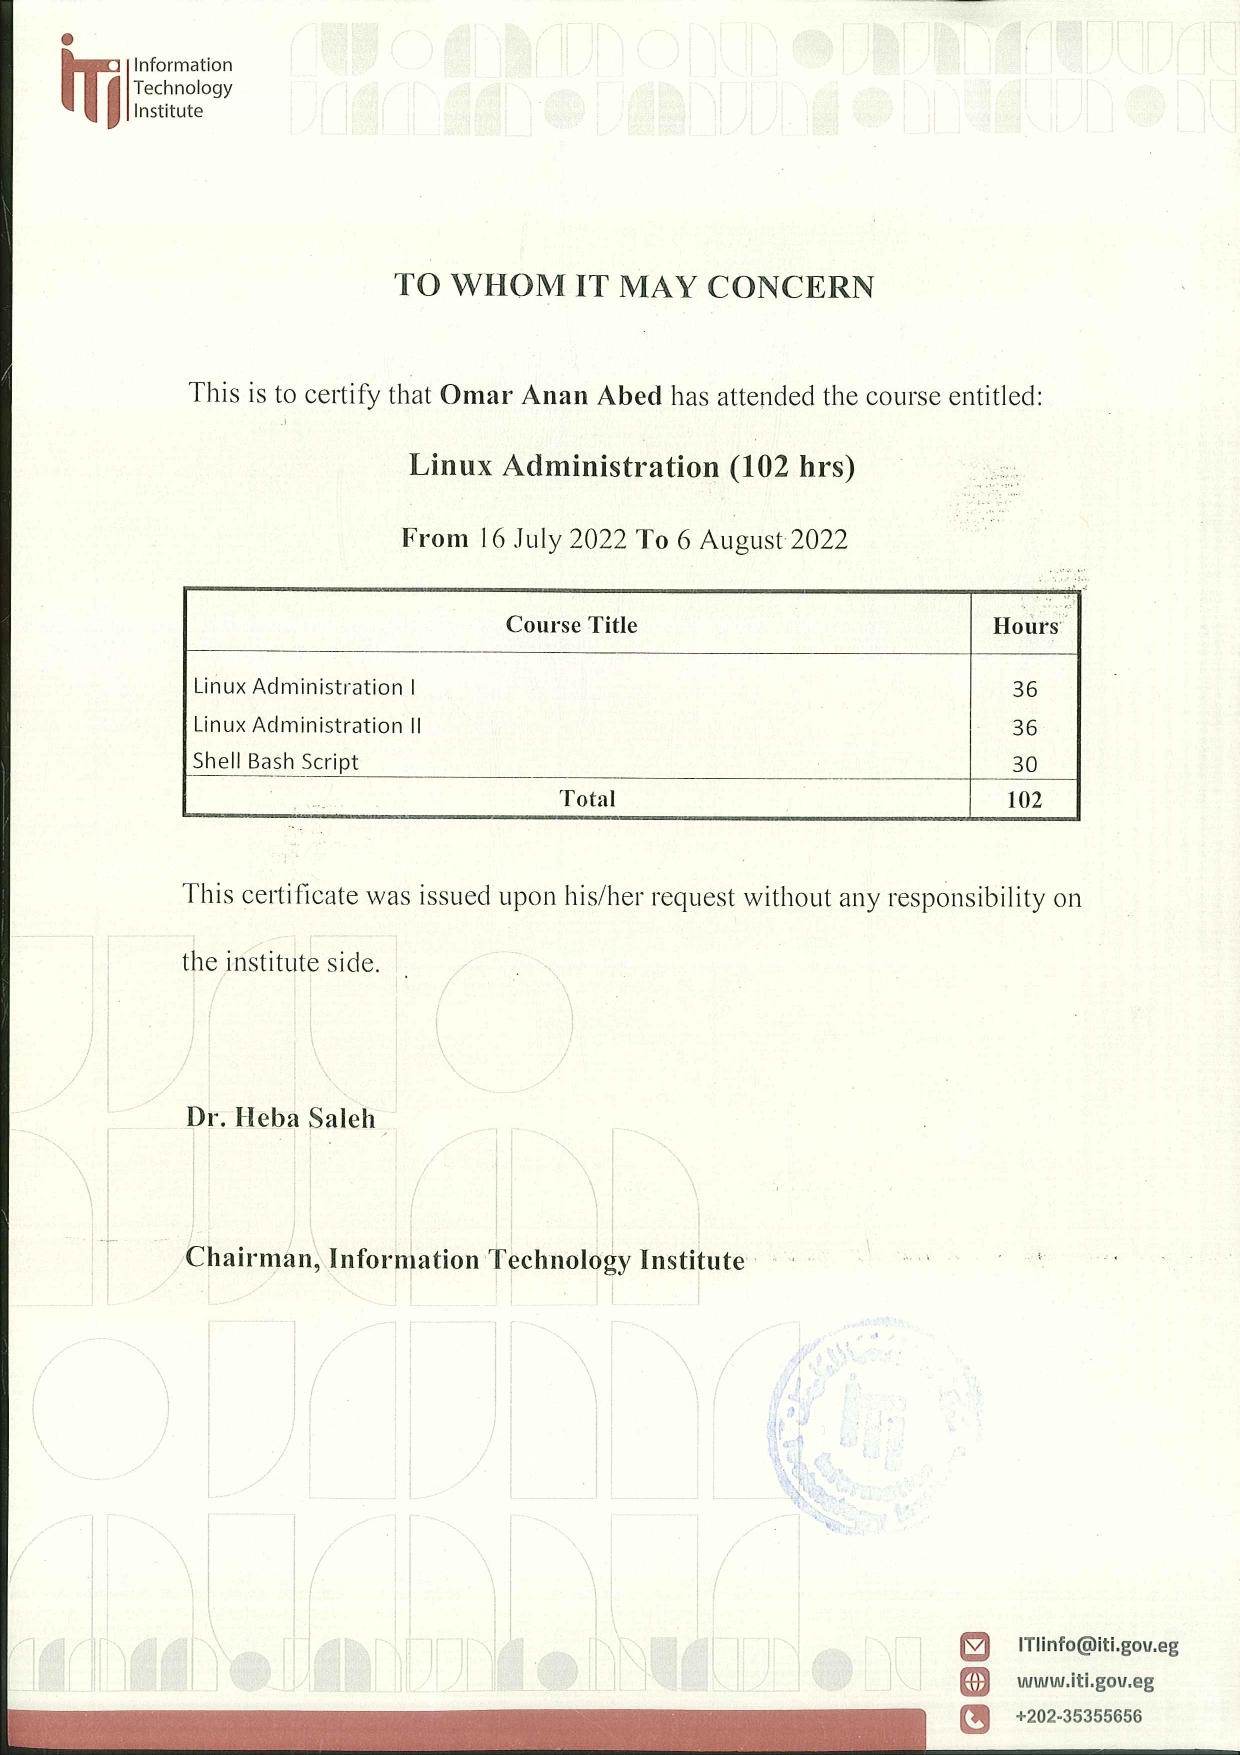 iTi
Information
Technology
Institute
TO WHOM IT MAY CONCERN
This is to certify that Omar Anan Abed has attended the course entitled:
Linux Administration (102 hrs)
From 16 July 2022 To 6 August 2022
Course Title Hours
Linux Administration I 36
Linux Administration II 36
Shell Bash Script 30
Total 102
This certificate was issued upon his/her request without any responsibility on
the institute side.
Dr. Heba Saleh
Chairman, Information Technology Institute
iTi
Information
Technology
ITIinfo@iti.gov.eg
www.iti.gov.eg
+202-35355656